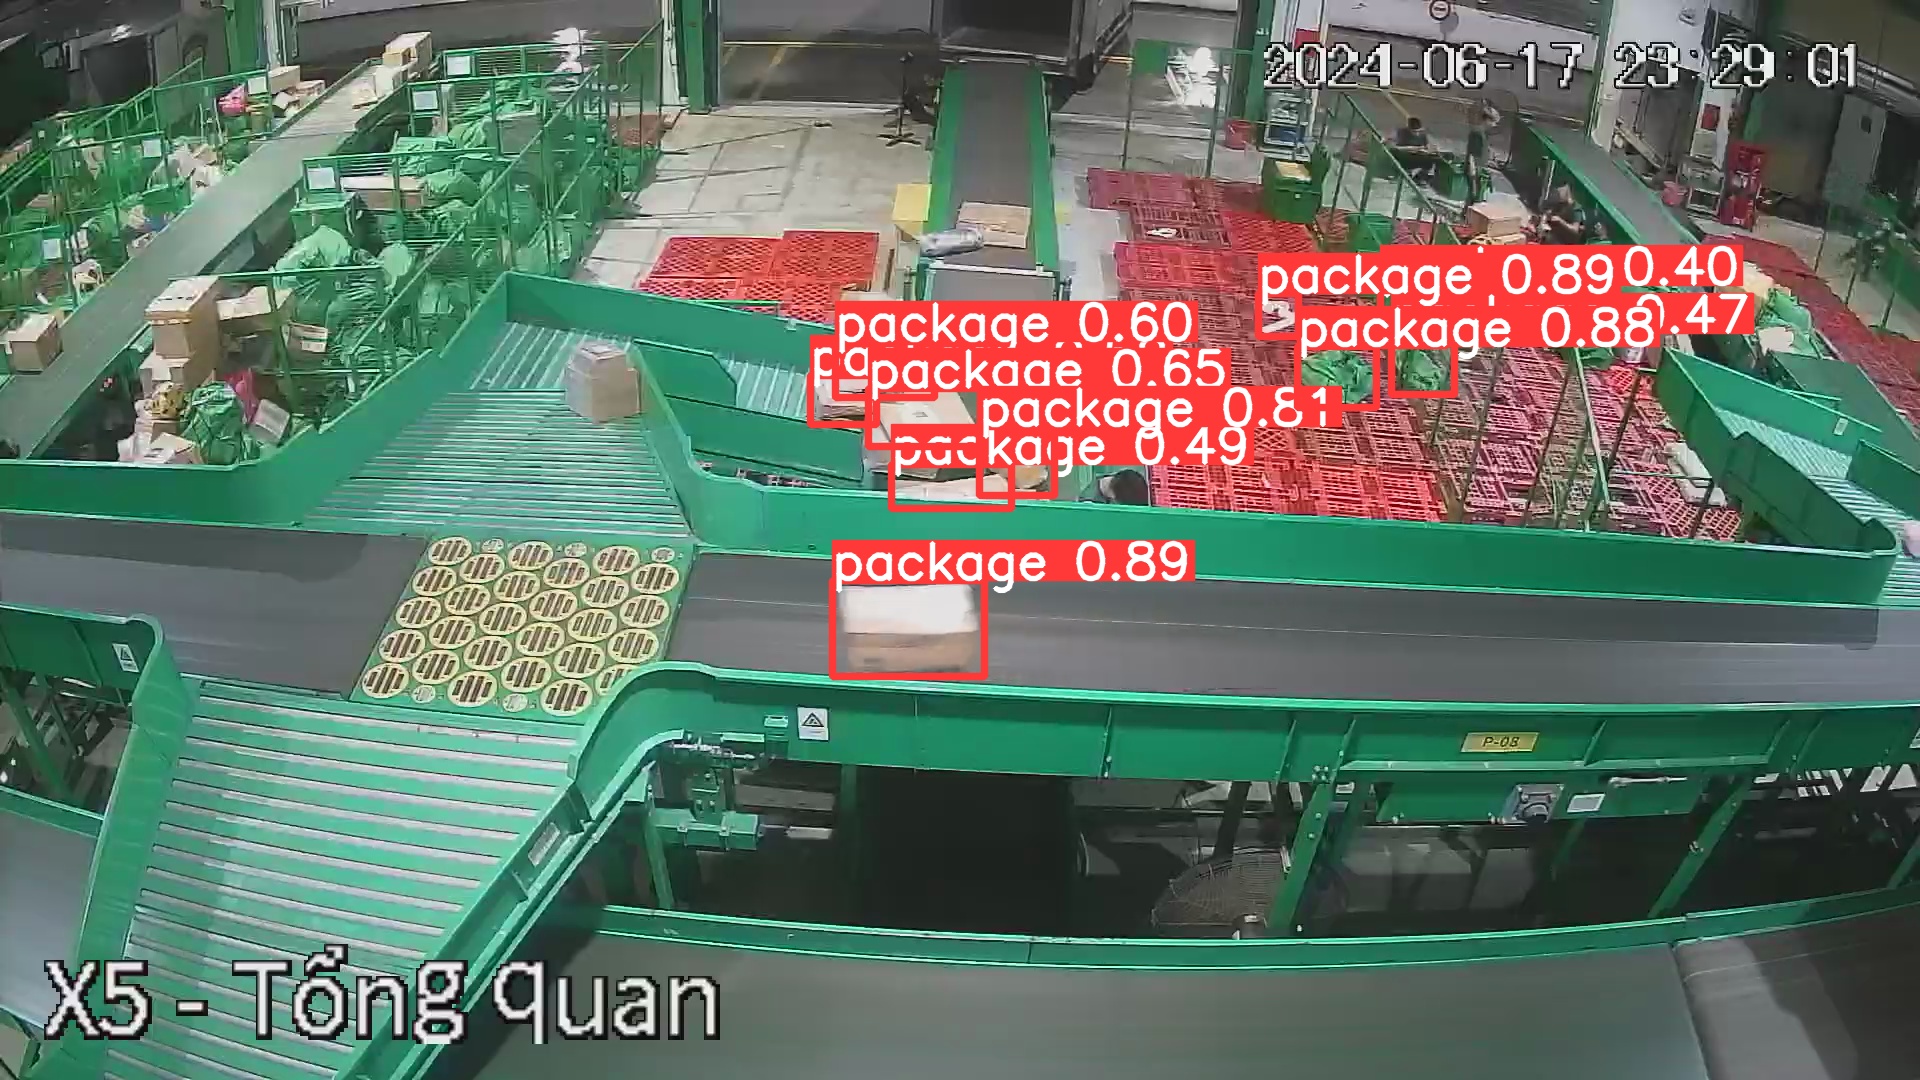 2024-06-17 23:29:01
package 0.89
0.40
package 0.88
0.47
package 0.60
package 0.65
package 0.81
package 0.49
package 0.89
P-08
X5 - Tổng quan